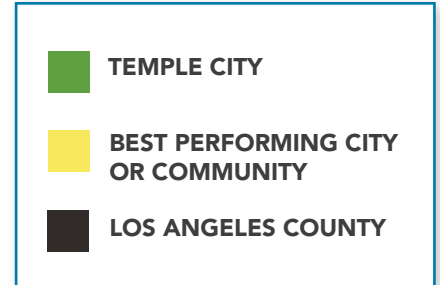 TEMPLE CITY
BEST PERFORMING CITY
OR COMMUNITY
LOS ANGELES COUNTY